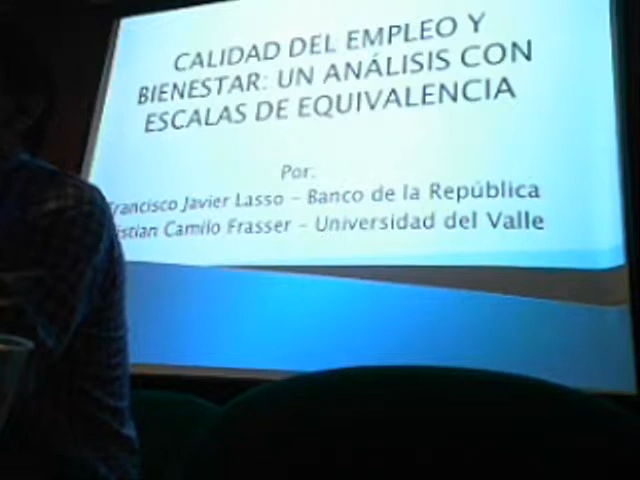 CALIDAD DEL EMPLEO Y
BIENESTAR: UN ANÁLISIS CON
ESCALAS DE EQUIVALENCIA
Por:
Francisco Javier Lasso – Banco de la República
Camilo Frasser – Universidad del Valle